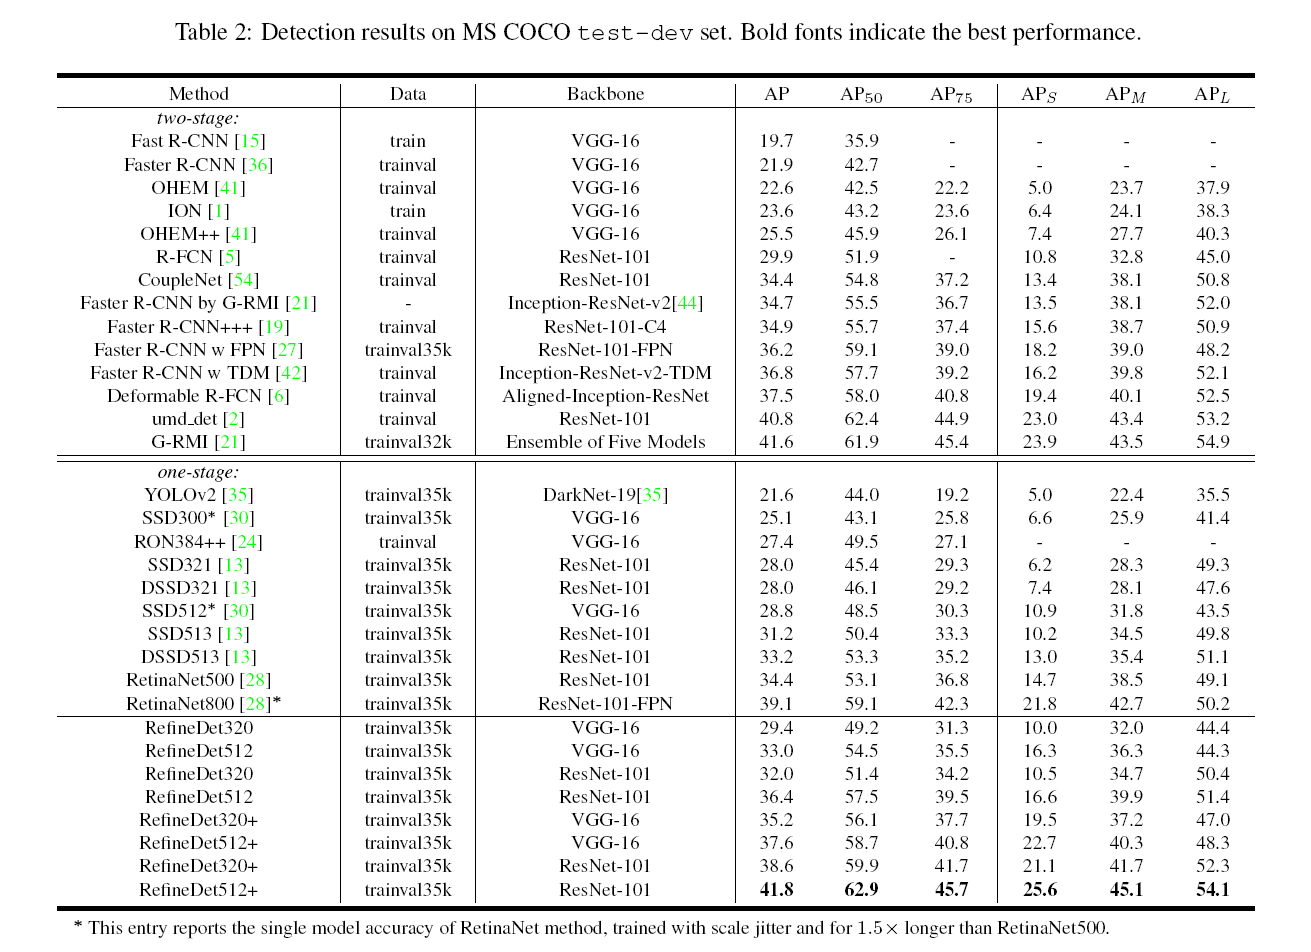 Table 2: Detection results on MS COCO test-dev set. Bold fonts indicate the best performance.
Method Data Backbone AP AP50 AP75 APS APM APL
two-stage:
Fast R-CNN [15] train VGG-16 19.7 35.9 - - - -
Faster R-CNN [36] trainval VGG-16 21.9 42.7 - - - -
OHEM [41] trainval VGG-16 22.6 42.5 22.2 5.0 23.7 37.9
ION [1] train VGG-16 23.6 43.2 23.6 6.4 24.1 38.3
OHEM++ [41] trainval VGG-16 25.5 45.9 26.1 7.4 27.7 40.3
R-FCN [5] trainval ResNet-101 29.9 51.9 - 10.8 32.8 45.0
CoupleNet [54] trainval ResNet-101 34.4 54.8 37.2 13.4 38.1 50.8
Faster R-CNN by G-RMI [21] - Inception-ResNet-v2[44] 34.7 55.5 36.7 13.5 38.1 52.0
Faster R-CNN+++ [19] trainval ResNet-101-C4 34.9 55.7 37.4 15.6 38.7 50.9
Faster R-CNN w FPN [27] trainval35k ResNet-101-FPN 36.2 59.1 39.0 18.2 39.0 48.2
Faster R-CNN w TDM [42] trainval Inception-ResNet-v2-TDM 36.8 57.7 39.2 16.2 39.8 52.1
Deformable R-FCN [6] trainval Aligned-Inception-ResNet 37.5 58.0 40.8 19.4 40.1 52.5
umd_det [2] trainval ResNet-101 40.8 62.4 44.9 23.0 43.4 53.2
G-RMI [21] trainval32k Ensemble of Five Models 41.6 61.9 45.4 23.9 43.5 54.9
one-stage:
YOLOv2 [35] trainval35k DarkNet-19[35] 21.6 44.0 19.2 5.0 22.4 35.5
SSD300* [30] trainval35k VGG-16 25.1 43.1 25.8 6.6 25.9 41.4
RON384++ [24] trainval VGG-16 27.4 49.5 27.1 - - -
SSD321 [13] trainval35k ResNet-101 28.0 45.4 29.3 6.2 28.3 49.3
DSSD321 [13] trainval35k ResNet-101 28.0 46.1 29.2 7.4 28.1 47.6
SSD512* [30] trainval35k VGG-16 28.8 48.5 30.3 10.9 31.8 43.5
SSD513 [13] trainval35k ResNet-101 31.2 50.4 33.3 10.2 34.5 49.8
DSSD513 [13] trainval35k ResNet-101 33.2 53.3 35.2 13.0 35.4 51.1
RetinaNet500 [28] trainval35k ResNet-101 34.4 53.1 36.8 14.7 38.5 49.1
RetinaNet800 [28]* trainval35k ResNet-101-FPN 39.1 59.1 42.3 21.8 42.7 50.2
RefineDet320 trainval35k VGG-16 29.4 49.2 31.3 10.0 32.0 44.4
RefineDet512 trainval35k VGG-16 33.0 54.5 35.5 16.3 36.3 44.3
RefineDet320 trainval35k ResNet-101 32.0 51.4 34.2 10.5 34.7 50.4
RefineDet512 trainval35k ResNet-101 36.4 57.5 39.5 16.6 39.9 51.4
RefineDet320+ trainval35k VGG-16 35.2 56.1 37.7 19.5 37.2 47.0
RefineDet512+ trainval35k VGG-16 37.6 58.7 40.8 22.7 40.3 48.3
RefineDet320+ trainval35k ResNet-101 38.6 59.9 41.7 21.1 41.7 52.3
RefineDet512+ trainval35k ResNet-101 41.8 62.9 45.7 25.6 45.1 54.1
* This entry reports the single model accuracy of RetinaNet method, trained with scale jitter and for 1.5× longer than RetinaNet500.